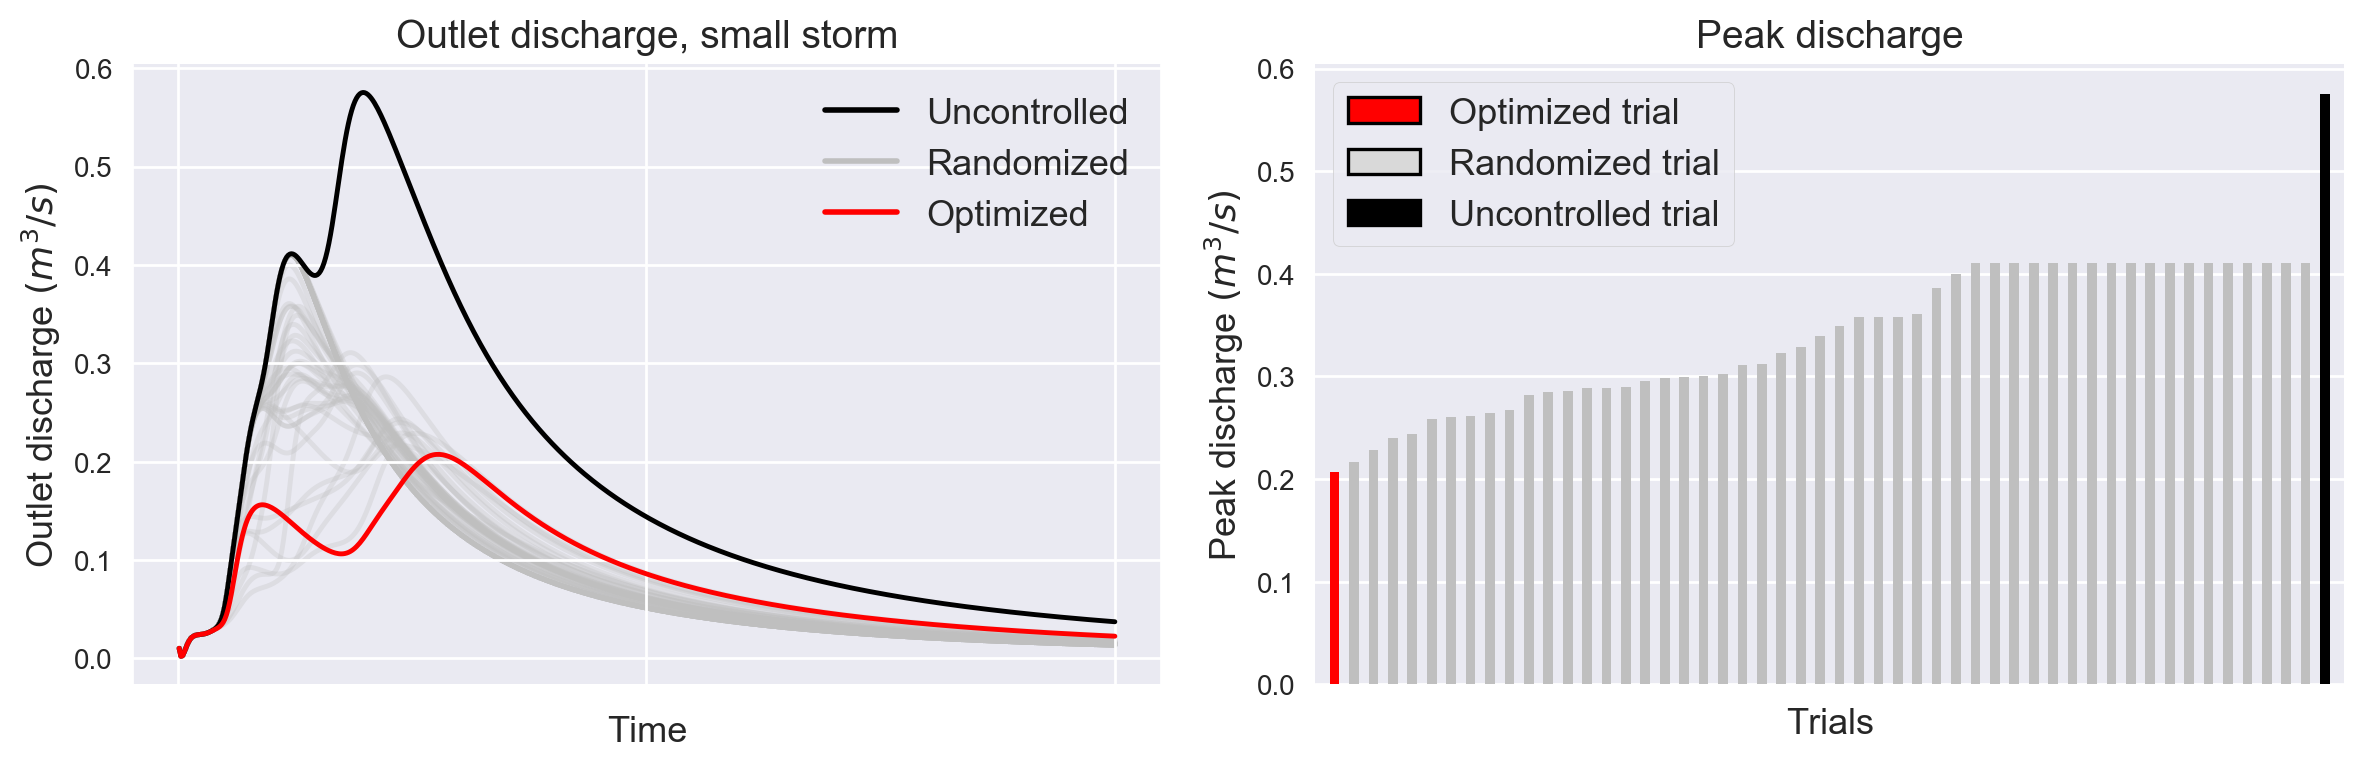 Outlet discharge, small storm
Outlet discharge (m³/s)
0.6
0.5
0.4
0.3
0.2
0.1
0.0
Uncontrolled
Randomized
Optimized
Time
Peak discharge
Peak discharge (m³/s)
0.6
0.5
0.4
0.3
0.2
0.1
0.0
Optimized trial
Randomized trial
Uncontrolled trial
Trials